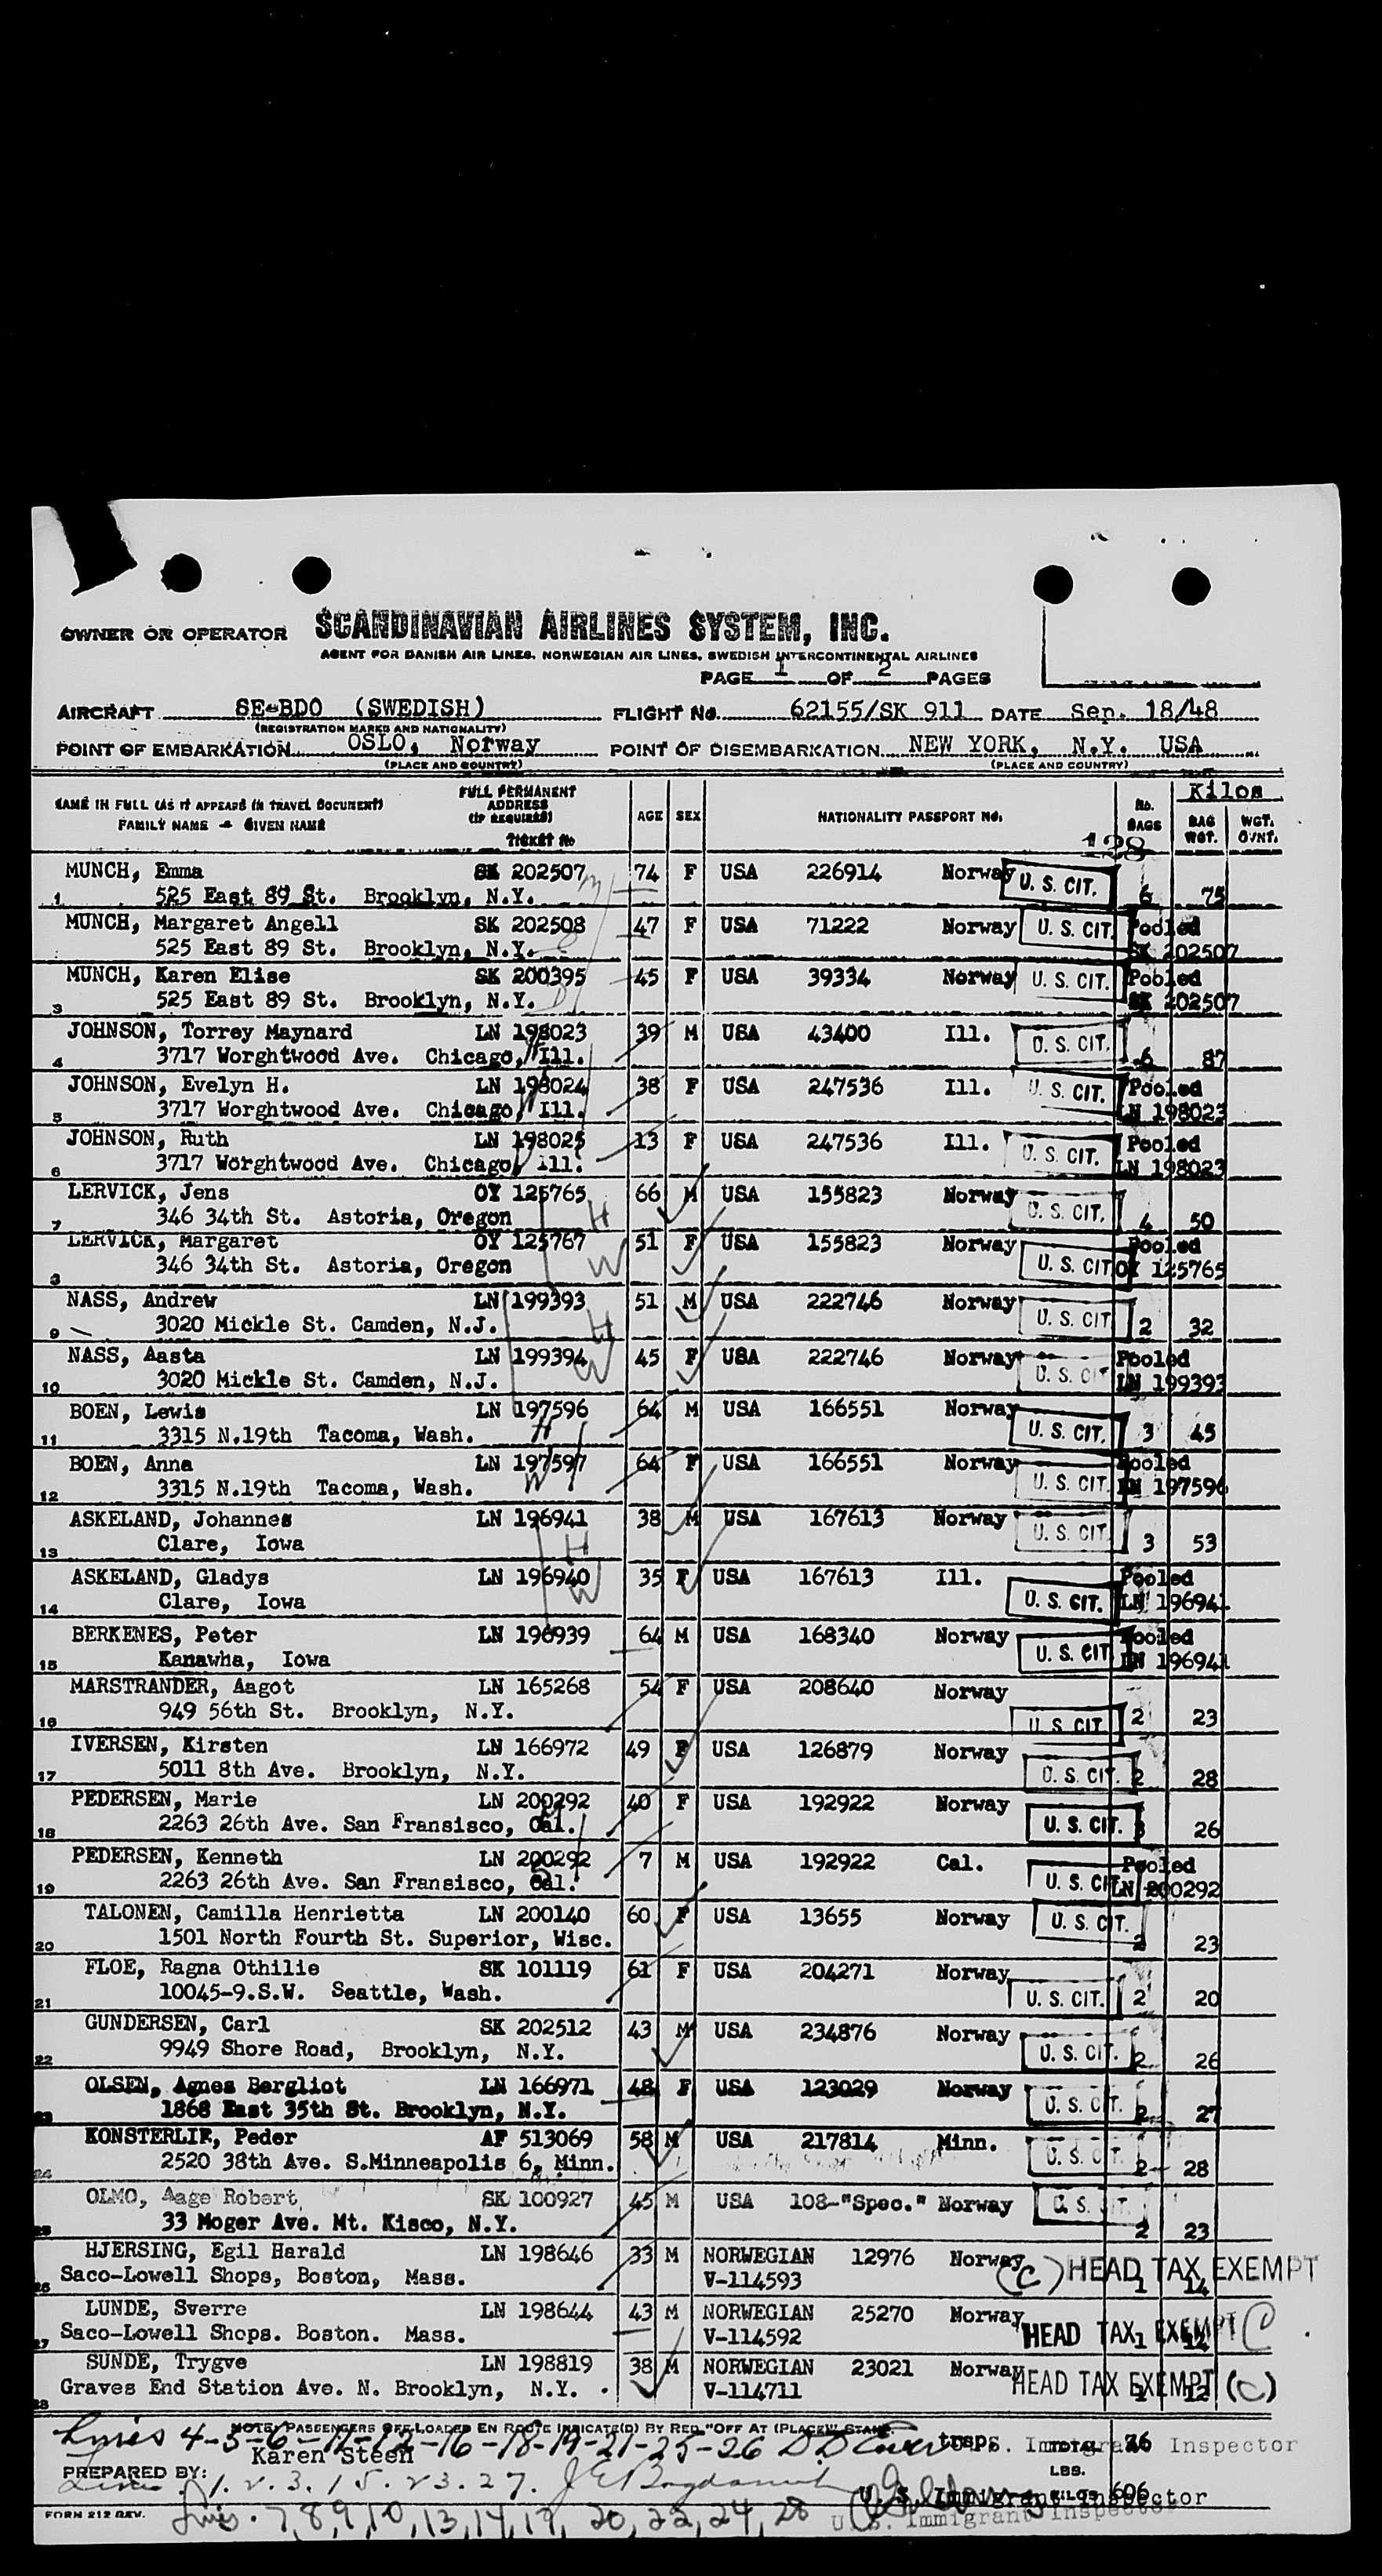 OWNER OR OPERATOR SCANDINAVIAN AIRLINES SYSTEM, INC.
AGENT FOR DANISH AIR LINES, NORWEGIAN AIR LINES, SWEDISH INTERCONTINENTAL AIRLINES
PAGE 1 OF 2 PAGES
AIRCRAFT SE-BDO (SWEDISH) FLIGHT No. 62155/SK 911 DATE Sep. 18/48
(REGISTRATION MARKS AND NATIONALITY)
POINT OF EMBARKATION OSLO, Norway POINT OF DISEMBARKATION NEW YORK, N.Y. USA
(PLACE AND COUNTRY) (PLACE AND COUNTRY)
NAME IN FULL (AS IT APPEARS IN TRAVEL DOCUMENT) FAMILY NAME - GIVEN NAME FULL PERMANENT ADDRESS (IF REQUIRED) TICKET No AGE SEX NATIONALITY PASSPORT NO. No. BAGS Kilos BAG WGT. WGT. OVNT.
128
MUNCH, Emma SK 202507 74 F USA 226914 Norway U. S. CIT. 6 75
1 525 East 89 St. Brooklyn, N.Y.
MUNCH, Margaret Angell SK 202508 47 F USA 71222 Norway U. S. CIT. Pooled
525 East 89 St. Brooklyn, N.Y. SK 202507
MUNCH, Karen Elise SK 200395 45 F USA 39334 Norway U. S. CIT. Pooled
3 525 East 89 St. Brooklyn, N.Y. SK 202507
JOHNSON, Torrey Maynard LN 198023 39 M USA 43400 Ill. U. S. CIT.
4 3717 Worghtwood Ave. Chicago, Ill. 6 87
JOHNSON, Evelyn H. LN 198024 38 F USA 247536 Ill. U. S. CIT. Pooled
5 3717 Worghtwood Ave. Chicago, Ill. LN 198023
JOHNSON, Ruth LN 198025 13 F USA 247536 Ill. U. S. CIT. Pooled
6 3717 Worghtwood Ave. Chicago, Ill. LN 198023
LERVICK, Jens OY 125765 66 M USA 155823 Norway U. S. CIT.
7 346 34th St. Astoria, Oregon H 4 50
LERVICK, Margaret OY 125767 51 F USA 155823 Norway U. S. CIT. Pooled
8 346 34th St. Astoria, Oregon W OY 125765
NASS, Andrew LN 199393 51 M USA 222746 Norway U. S. CIT.
9 3020 Mickle St. Camden, N.J. H 2 32
NASS, Aasta LN 199394 45 F USA 222746 Norway U. S. CIT. Pooled
10 3020 Mickle St. Camden, N.J. W LN 199393
BOEN, Lewis LN 197596 64 M USA 166551 Norway U. S. CIT.
11 3315 N.19th Tacoma, Wash. H 3 45
BOEN, Anna LN 197597 64 F USA 166551 Norway U. S. CIT. Pooled
12 3315 N.19th Tacoma, Wash. W LN 197596
ASKELAND, Johannes LN 196941 38 M USA 167613 Norway U. S. CIT.
13 Clare, Iowa H 3 53
ASKELAND, Gladys LN 196940 35 F USA 167613 Ill. U. S. CIT. Pooled
14 Clare, Iowa W LN 196941
BERKENES, Peter LN 196939 64 M USA 168340 Norway U. S. CIT. Pooled
15 Kanawha, Iowa LN 196941
MARSTRANDER, Aagot LN 165268 54 F USA 208640 Norway U. S. CIT.
16 949 56th St. Brooklyn, N.Y. 2 23
IVERSEN, Kirsten LN 166972 49 F USA 126879 Norway U. S. CIT.
17 5011 8th Ave. Brooklyn, N.Y. 2 28
PEDERSEN, Marie LN 200292 40 F USA 192922 Norway U. S. CIT.
18 2263 26th Ave. San Fransisco, Cal. 3 26
PEDERSEN, Kenneth LN 200292 7 M USA 192922 Cal. U. S. CIT. Pooled
19 2263 26th Ave. San Fransisco, Cal. LN 200292
TALONEN, Camilla Henrietta LN 200140 60 F USA 13655 Norway U. S. CIT.
20 1501 North Fourth St. Superior, Wisc. 2 23
FLOE, Ragna Othilie SK 101119 61 F USA 204271 Norway U. S. CIT.
21 10045-9.S.W. Seattle, Wash. 2 20
GUNDERSEN, Carl SK 202512 43 M USA 234876 Norway U. S. CIT.
22 9949 Shore Road, Brooklyn, N.Y. 2 26
OLSEN, Agnes Bergliot LN 166971 48 F USA 123029 Norway U. S. CIT.
23 1868 East 35th St. Brooklyn, N.Y. 2 27
KONSTERLIE, Peder AF 513069 58 M USA 217814 Minn. U. S. CIT.
24 2520 38th Ave. S.Minneapolis 6, Minn. 2 28
OLMO, Aage Robert SK 100927 45 M USA 108-"Spec." Norway U. S. CIT.
25 33 Moger Ave. Mt. Kisco, N.Y. 2 23
HJERSING, Egil Harald LN 198646 33 M NORWEGIAN 12976 Norway (C) HEAD TAX EXEMPT
26 Saco-Lowell Shops, Boston, Mass. V-114593 1 14
LUNDE, Sverre LN 198644 43 M NORWEGIAN 25270 Norway HEAD TAX EXEMPT C
27 Saco-Lowell Shops. Boston. Mass. V-114592 1
SUNDE, Trygve LN 198819 38 M NORWEGIAN 23021 Norway HEAD TAX EXEMPT (C)
28 Graves End Station Ave. N. Brooklyn, N.Y. V-114711 12
NOTE: PASSENGERS OFF-LOADED EN ROUTE INDICATE(D) BY RED "OFF AT (PLACE)" STAMP.
Lines 4-5-6-11-12-16-18-19-21-25-26 U. S. Immigrant Inspector TOTAL 76
Karen Steen
PREPARED BY: LBS.
Lines 1. 2. 3. 15. 23. 27. U. S. Immigrant Inspector KILOS 606
FORM 212 REV. Lines 7,8,9,10,13,14,17, 20,22,24,28 U. S. Immigrant Inspector